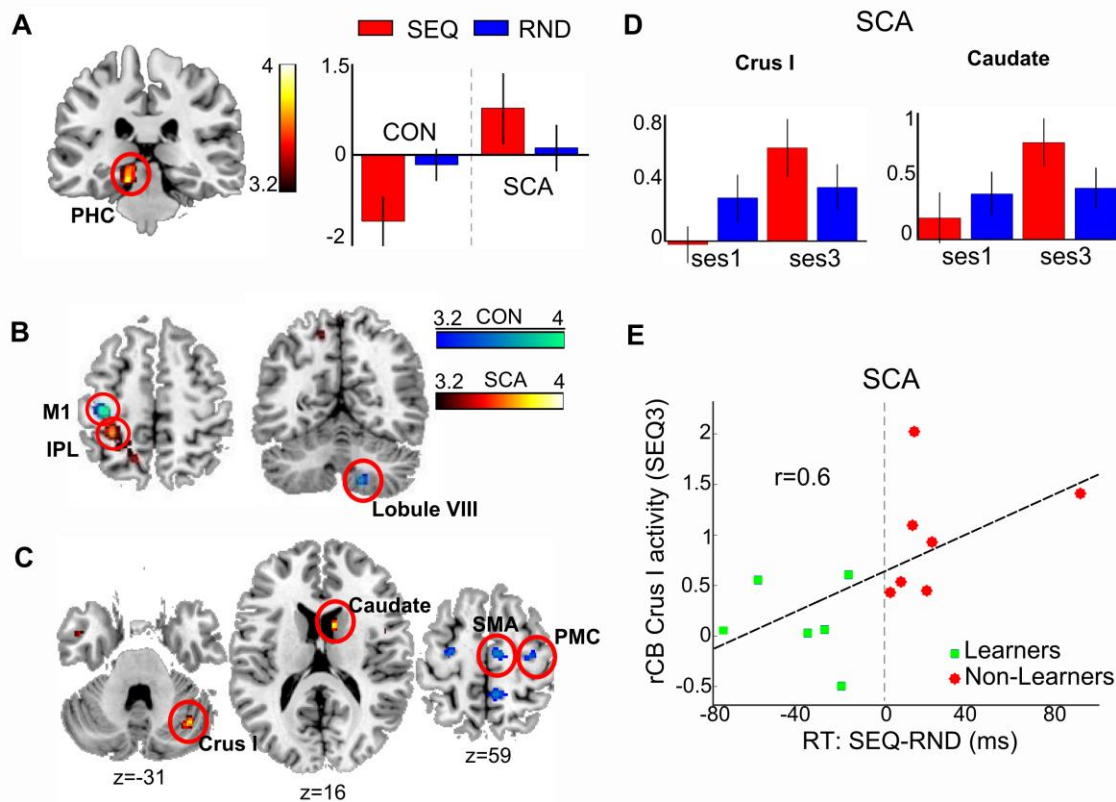 A
4
3.2
PHC
SEQ RND
1.5
0
-2
CON
SCA
D
SCA
Crus I
0.8
0.4
0
ses1 ses3
Caudate
1
0.5
0
ses1 ses3
B
M1
IPL
Lobule VIII
3.2 CON 4
3.2 SCA 4
C
Crus I
z=-31
Caudate
z=16
SMA
PMC
z=59
E
SCA
rCB Crus I activity (SEQ3)
2
1.5
1
0.5
0
-0.5
r=0.6
Learners
Non-Learners
-80 -40 0 40 80
RT: SEQ-RND (ms)